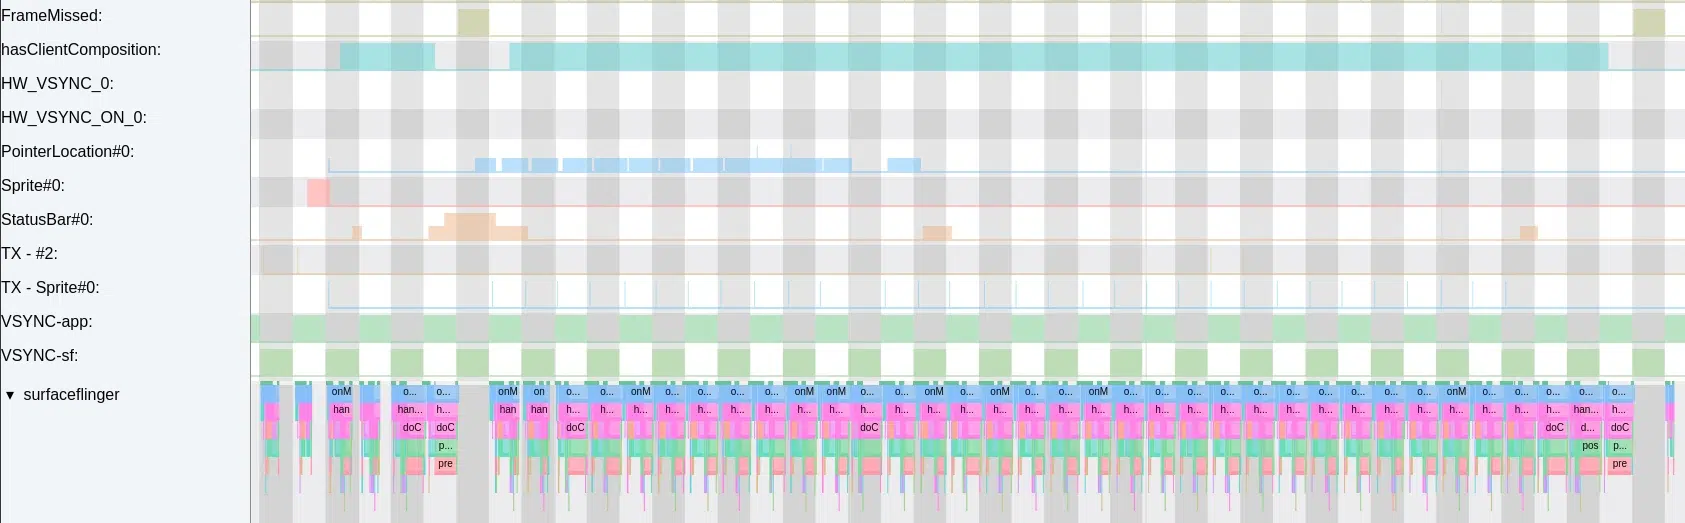 FrameMissed:
hasClientComposition:
HW_VSYNC_0:
HW_VSYNC_ON_0:
PointerLocation#0:
Sprite#0:
StatusBar#0:
TX - #2:
TX - Sprite#0:
VSYNC-app:
VSYNC-sf:
▼ surfaceflinger
onM o... o... onM on o... o... onM o... o... o... o... onM onM o... o... onM o... onM o... o... onM o... o... o... o... o... o... o... o... o... o... onM o... o... o... o... o...
han han... h... han han h... h... h... h... h... h... h... h... h... h... h... h... h... h... h... h... h... h... h... h... h... h... h... h... h... h... h... h... h... h... h... han... h...
doC doC doC doC doC d... doC
p... pos p...
pre pre